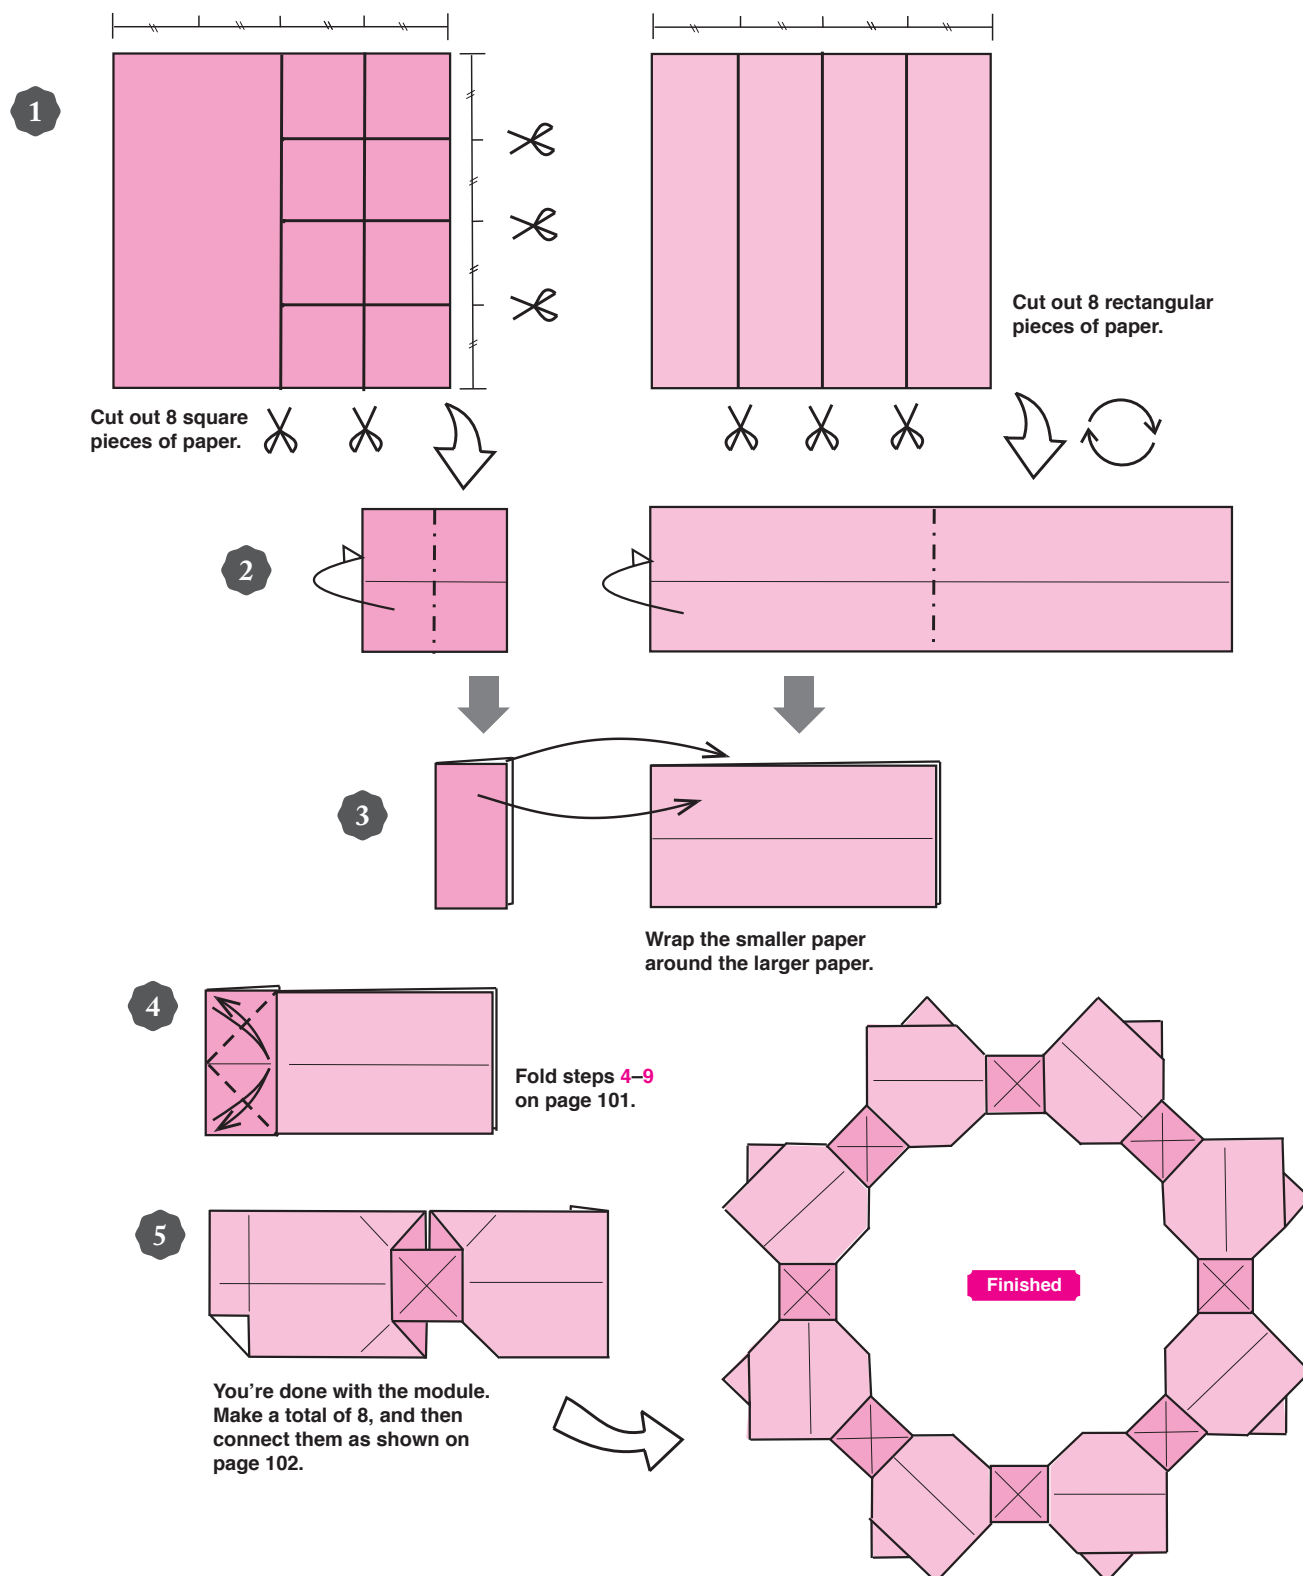 1
Cut out 8 square
pieces of paper.
Cut out 8 rectangular
pieces of paper.
2
3
Wrap the smaller paper
around the larger paper.
4
Fold steps 4–9
on page 101.
5
You're done with the module.
Make a total of 8, and then
connect them as shown on
page 102.
Finished